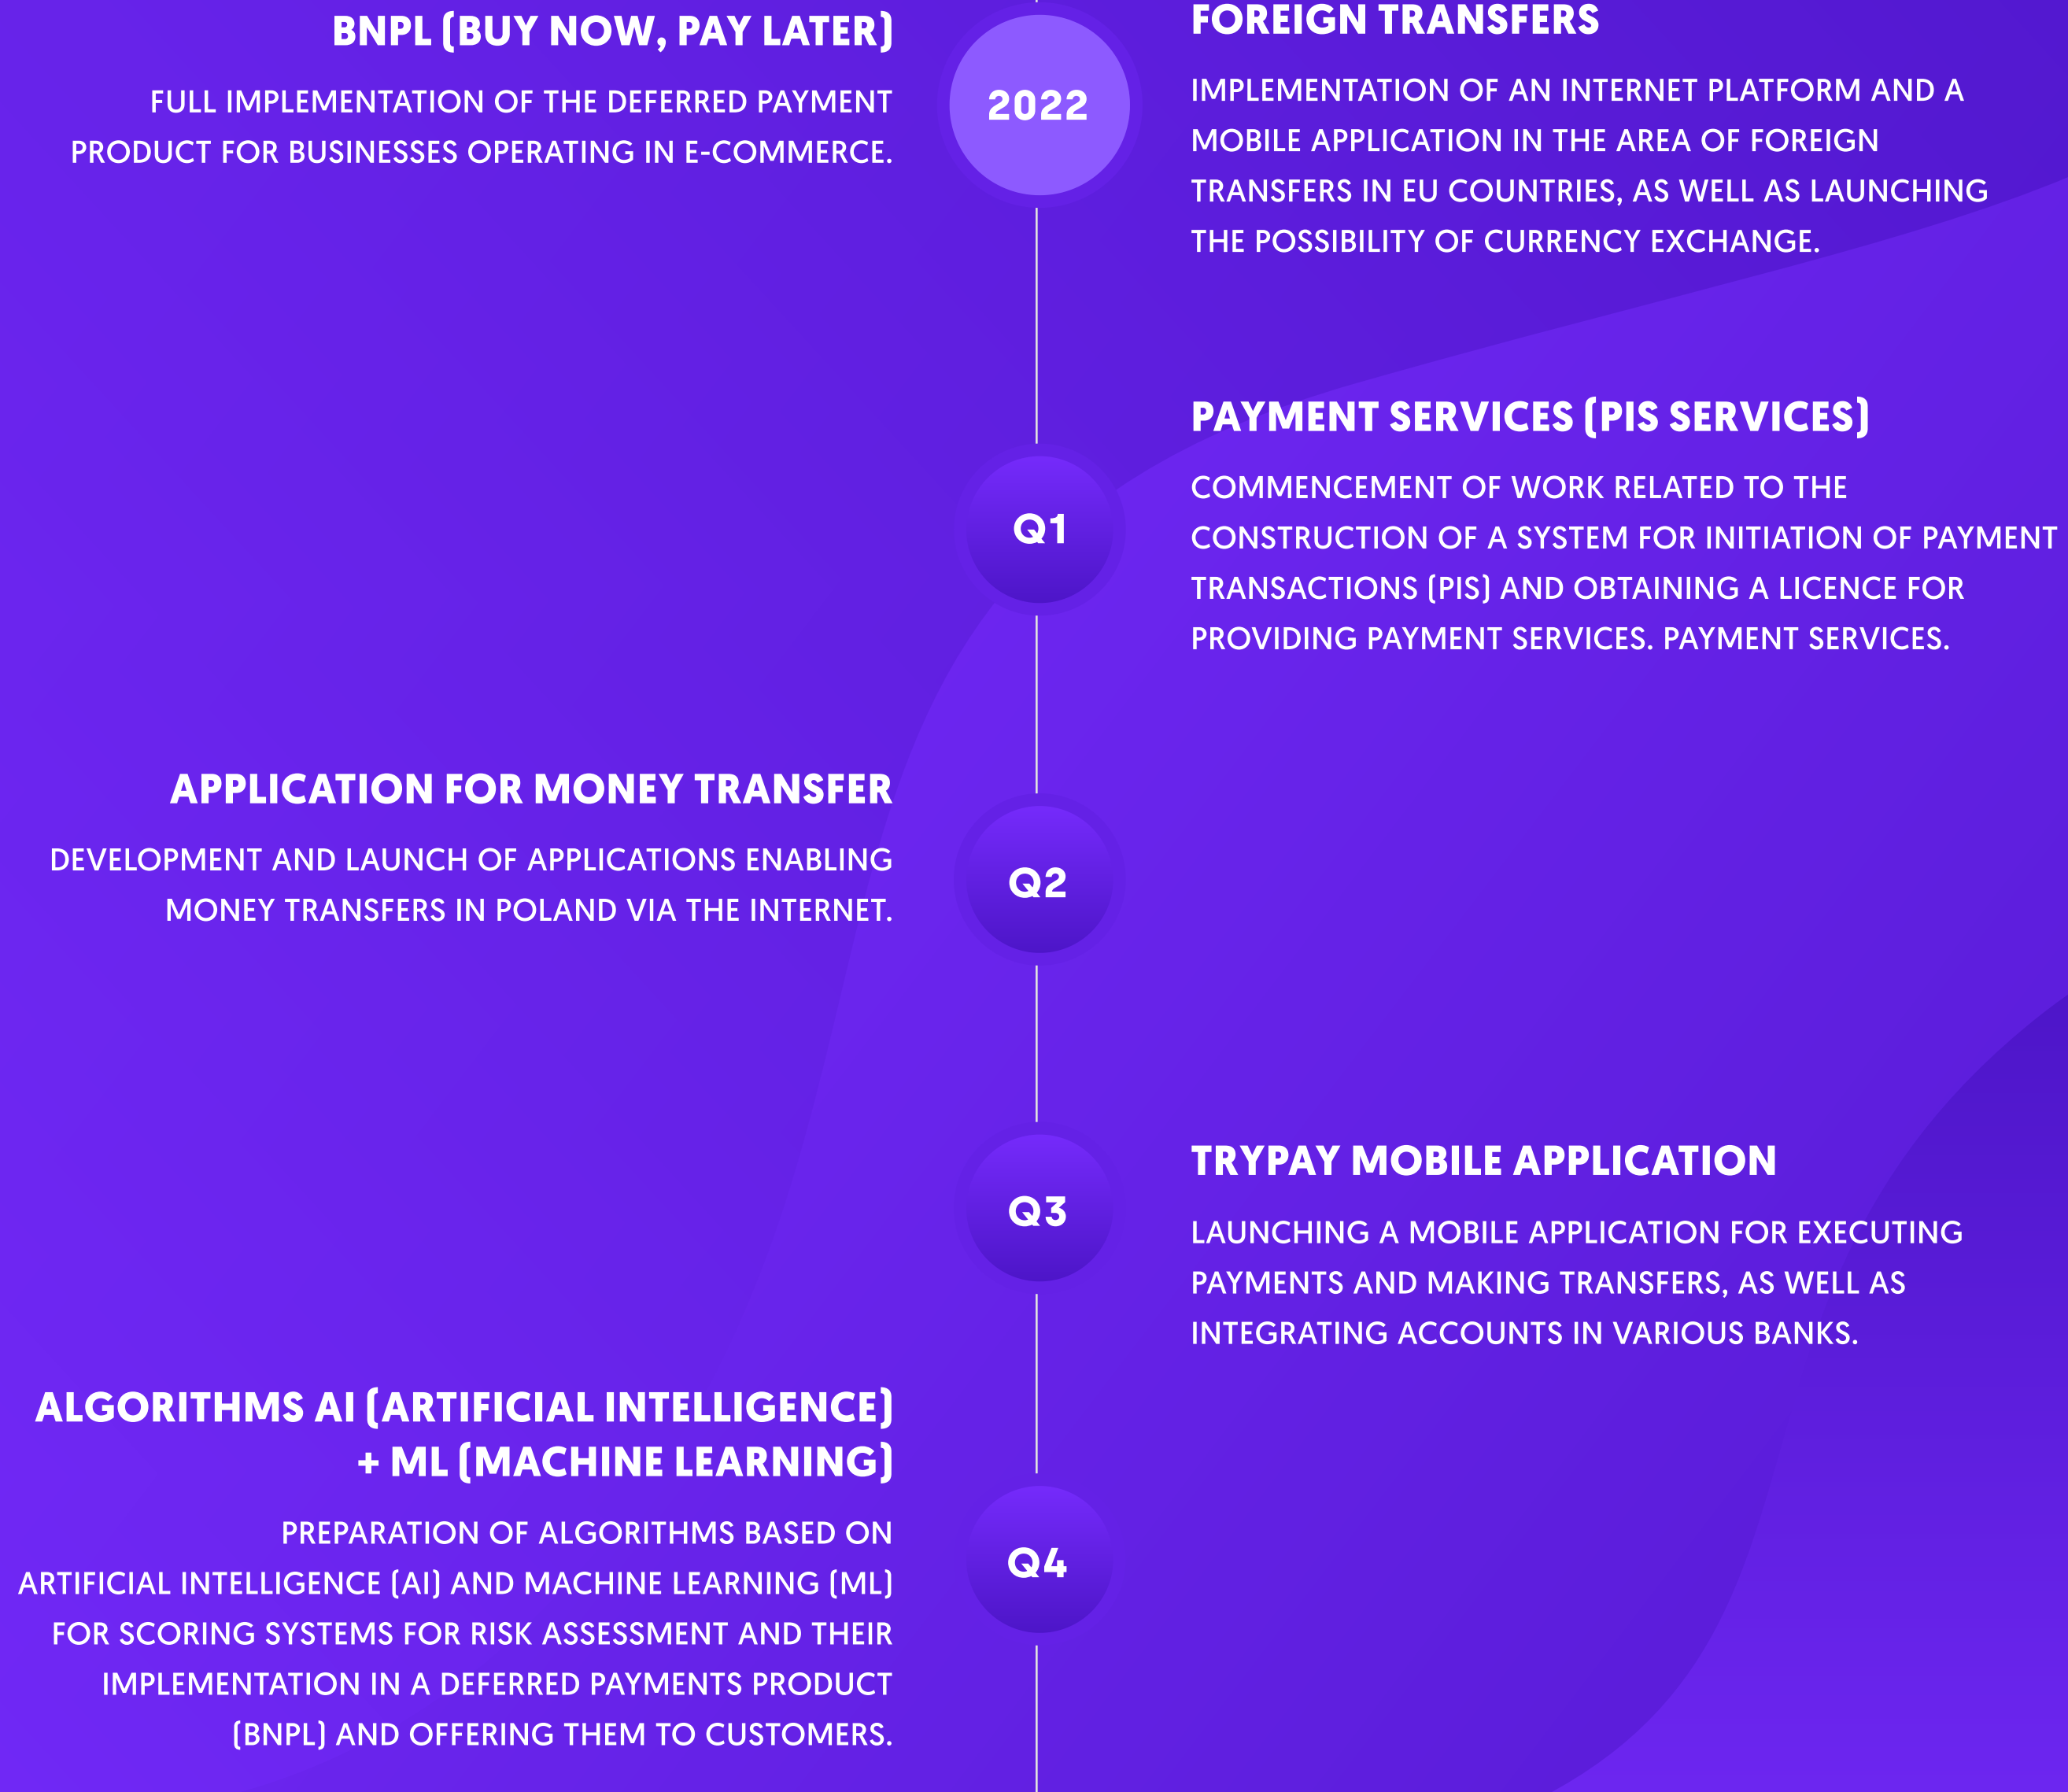 BNPL (BUY NOW, PAY LATER)
FULL IMPLEMENTATION OF THE DEFERRED PAYMENT
PRODUCT FOR BUSINESSES OPERATING IN E-COMMERCE.
2022
FOREIGN TRANSFERS
IMPLEMENTATION OF AN INTERNET PLATFORM AND A
MOBILE APPLICATION IN THE AREA OF FOREIGN
TRANSFERS IN EU COUNTRIES, AS WELL AS LAUNCHING
THE POSSIBILITY OF CURRENCY EXCHANGE.
Q1
PAYMENT SERVICES (PIS SERVICES)
COMMENCEMENT OF WORK RELATED TO THE
CONSTRUCTION OF A SYSTEM FOR INITIATION OF PAYMENT
TRANSACTIONS (PIS) AND OBTAINING A LICENCE FOR
PROVIDING PAYMENT SERVICES. PAYMENT SERVICES.
APPLICATION FOR MONEY TRANSFER
DEVELOPMENT AND LAUNCH OF APPLICATIONS ENABLING
MONEY TRANSFERS IN POLAND VIA THE INTERNET.
Q2
Q3
TRYPAY MOBILE APPLICATION
LAUNCHING A MOBILE APPLICATION FOR EXECUTING
PAYMENTS AND MAKING TRANSFERS, AS WELL AS
INTEGRATING ACCOUNTS IN VARIOUS BANKS.
ALGORITHMS AI (ARTIFICIAL INTELLIGENCE)
+ ML (MACHINE LEARNING)
PREPARATION OF ALGORITHMS BASED ON
ARTIFICIAL INTELLIGENCE (AI) AND MACHINE LEARNING (ML)
FOR SCORING SYSTEMS FOR RISK ASSESSMENT AND THEIR
IMPLEMENTATION IN A DEFERRED PAYMENTS PRODUCT
(BNPL) AND OFFERING THEM TO CUSTOMERS.
Q4